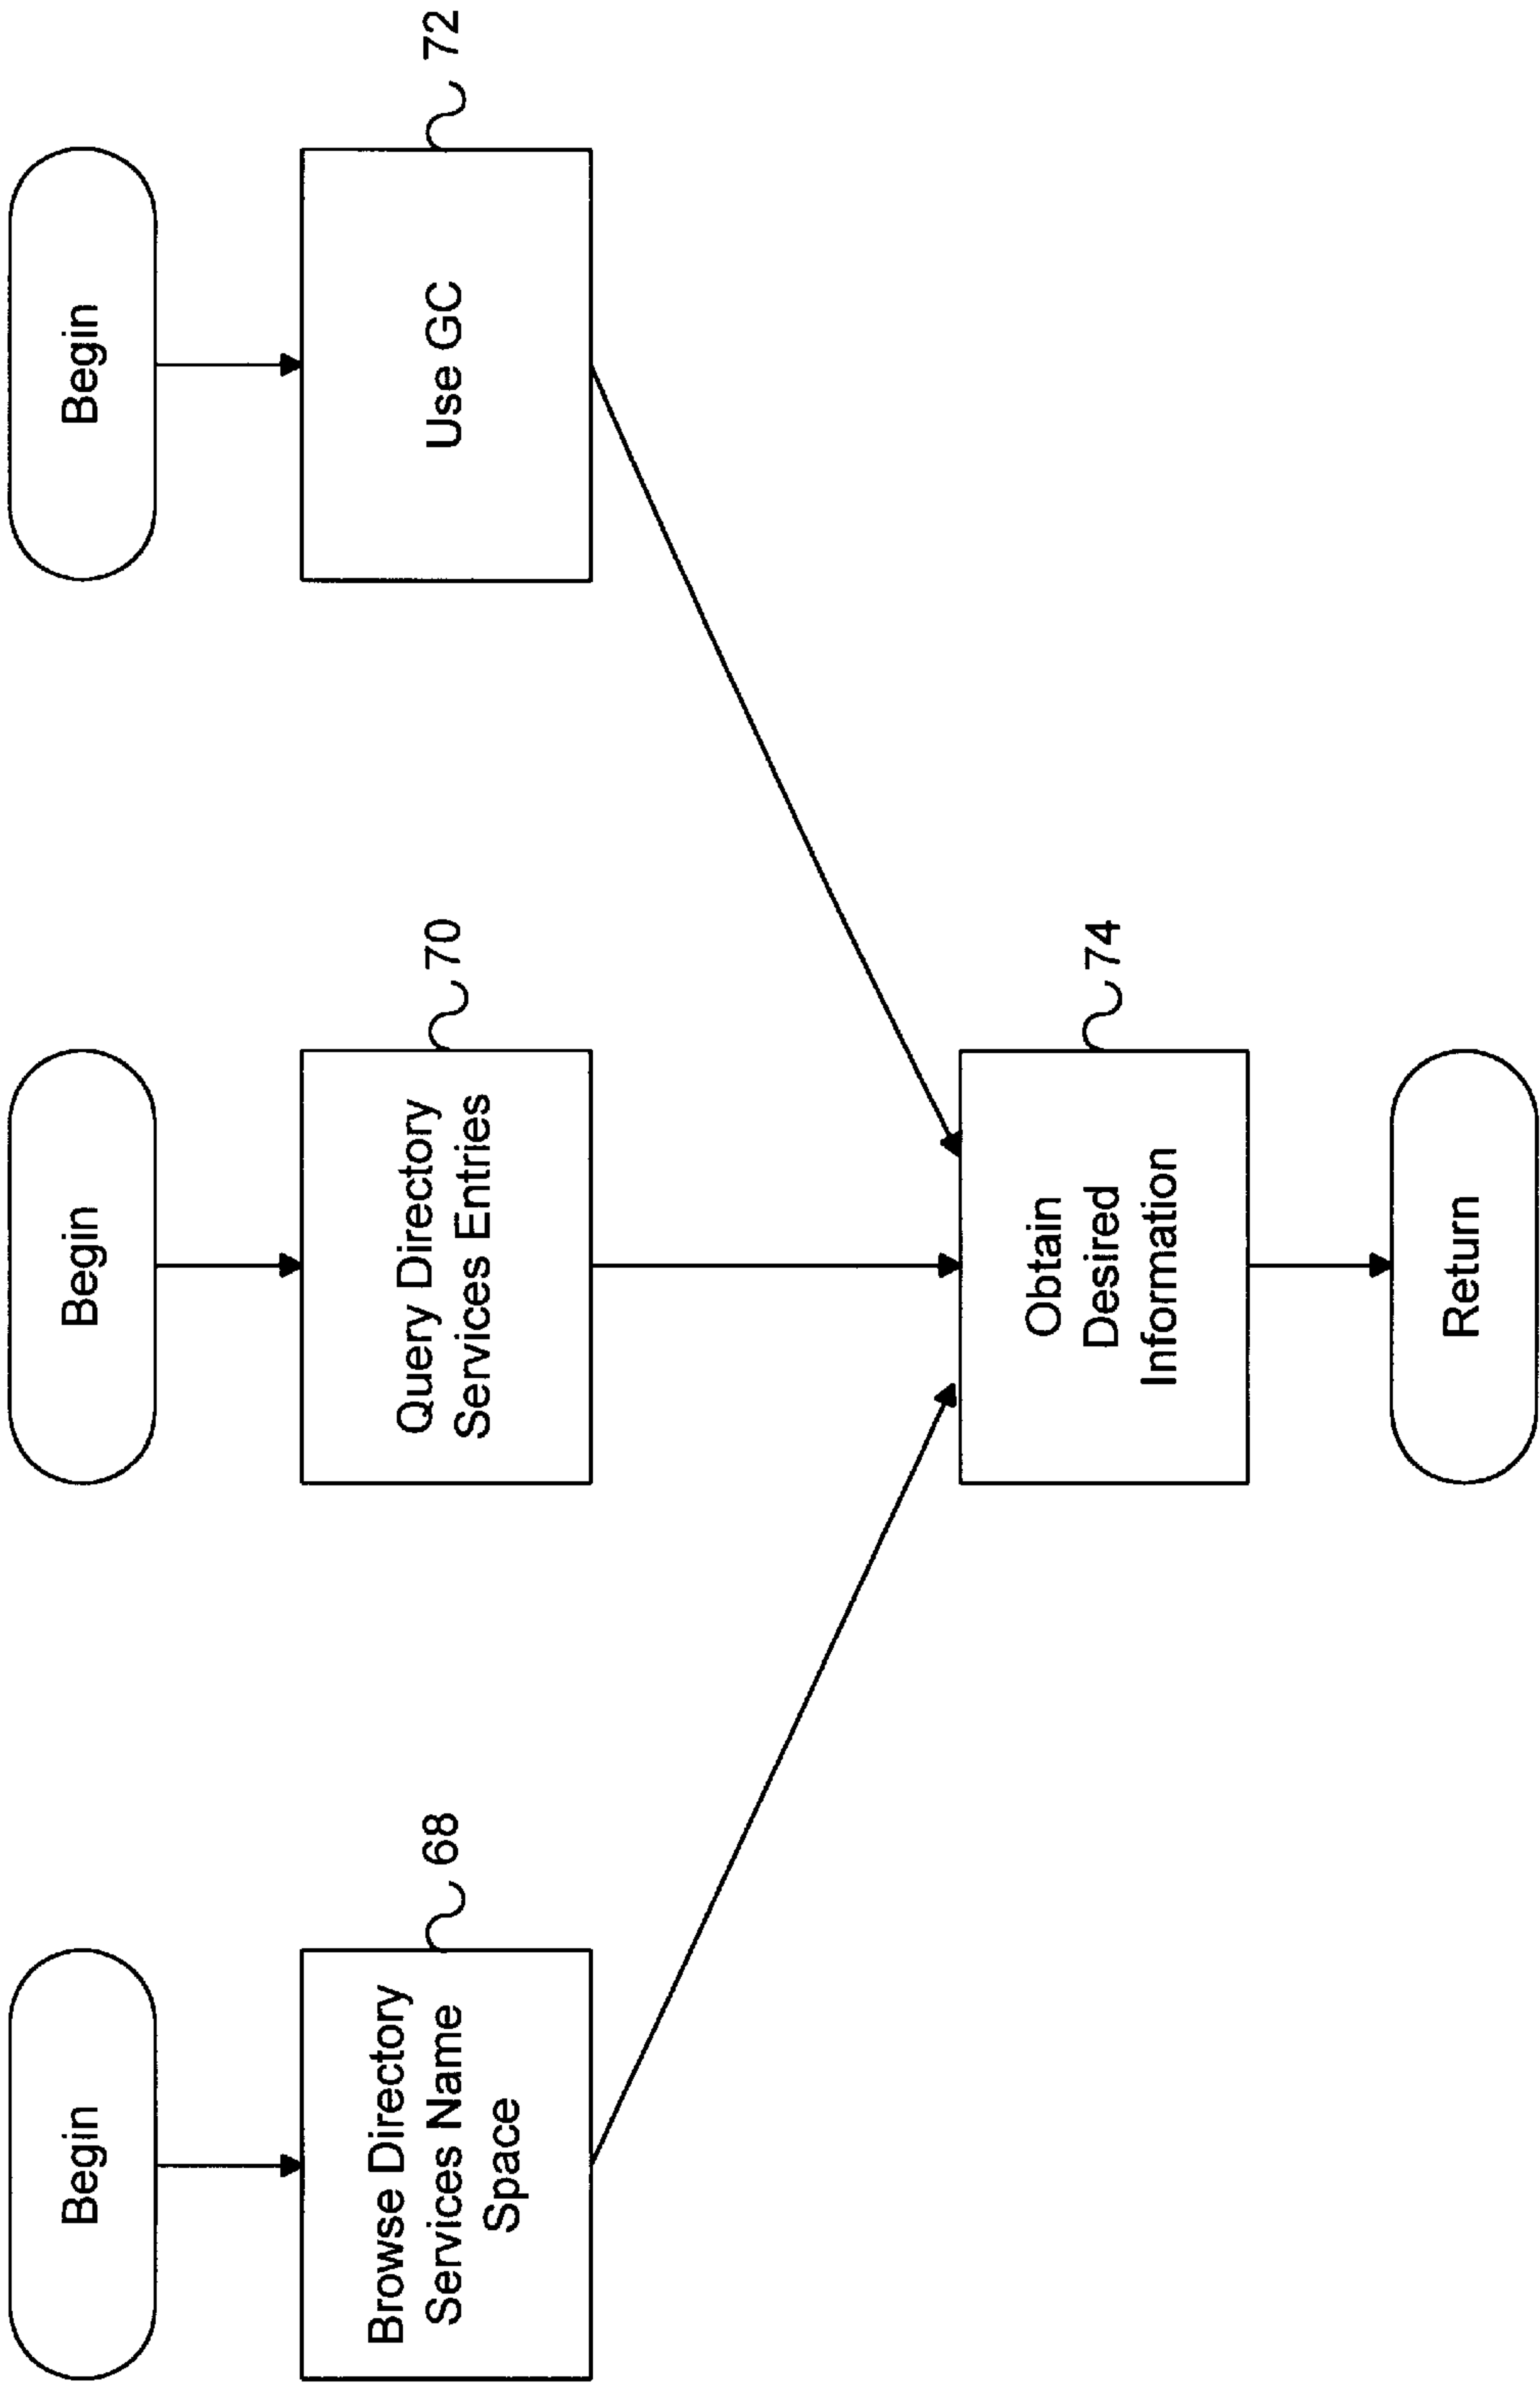 Begin
Begin
Begin
Browse Directory
Services Name
Space
68
Query Directory
Services Entries
70
Use GC
72
Obtain
Desired
Information
74
Return